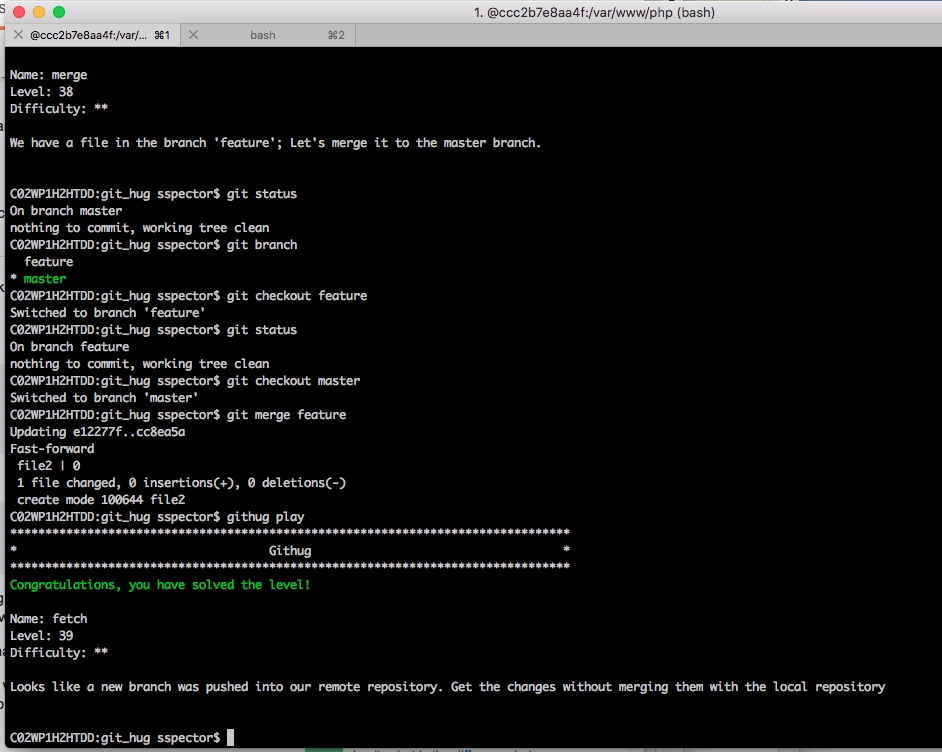 1. @ccc2b7e8aa4f:/var/www/php (bash)
@ccc2b7e8aa4f:/var/... ⌘1 bash ⌘2
Name: merge
Level: 38
Difficulty: **
We have a file in the branch 'feature'; Let's merge it to the master branch.
C02WP1H2HTDD:git_hug sspector$ git status
On branch master
nothing to commit, working tree clean
C02WP1H2HTDD:git_hug sspector$ git branch
feature
* master
C02WP1H2HTDD:git_hug sspector$ git checkout feature
Switched to branch 'feature'
C02WP1H2HTDD:git_hug sspector$ git status
On branch feature
nothing to commit, working tree clean
C02WP1H2HTDD:git_hug sspector$ git checkout master
Switched to branch 'master'
C02WP1H2HTDD:git_hug sspector$ git merge feature
Updating e12277f..cc8ea5a
Fast-forward
file2 | 0
1 file changed, 0 insertions(+), 0 deletions(-)
create mode 100644 file2
C02WP1H2HTDD:git_hug sspector$ githug play
********************************************************************************
* Githug *
********************************************************************************
Congratulations, you have solved the level!
Name: fetch
Level: 39
Difficulty: **
Looks like a new branch was pushed into our remote repository. Get the changes without merging them with the local repository
C02WP1H2HTDD:git_hug sspector$